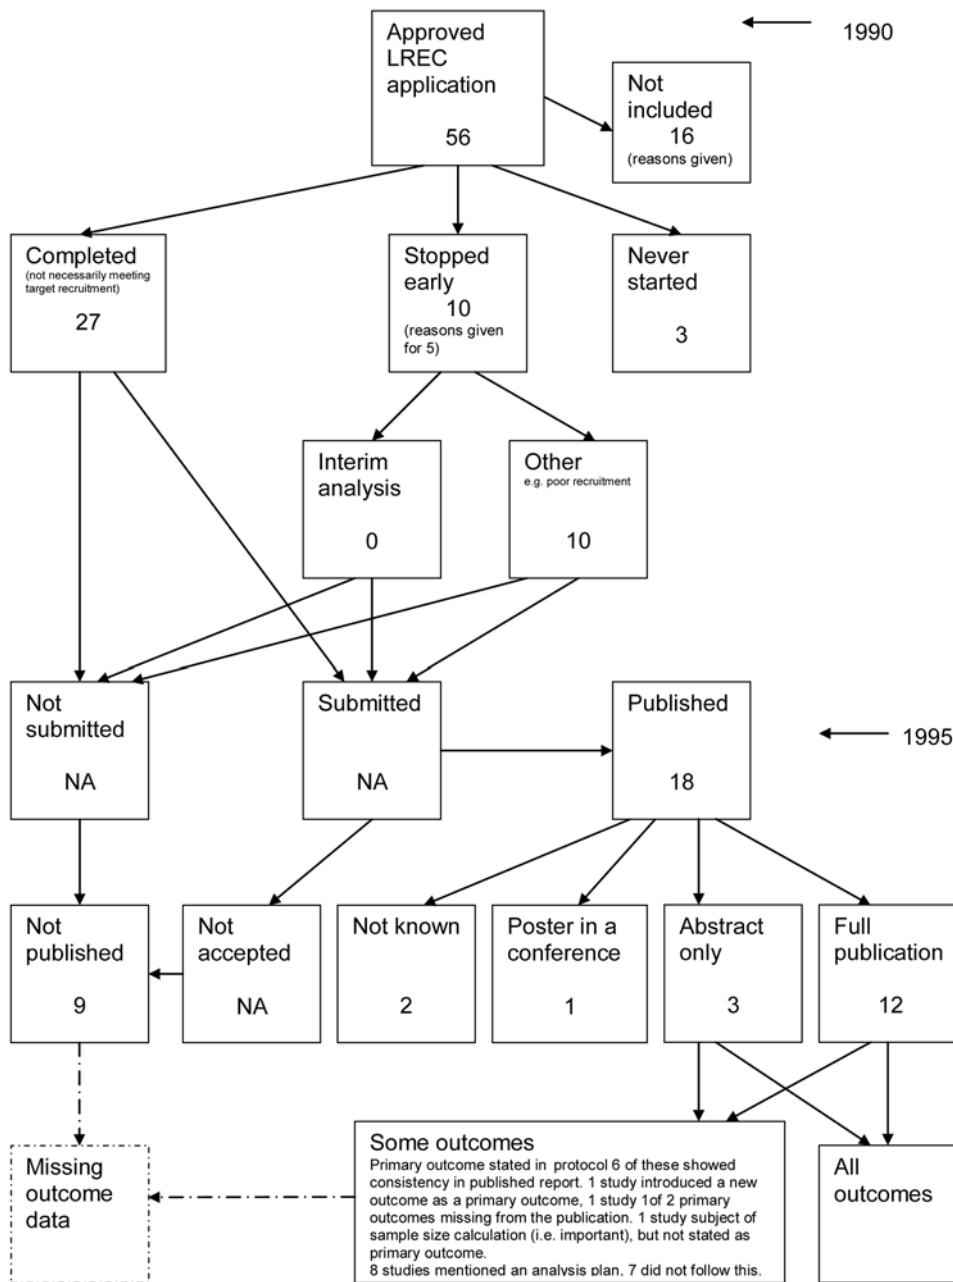 1990
Approved
LREC
application
56
Not
included
16
(reasons given)
Completed
(not necessarily meeting
target recruitment)
27
Stopped
early
10
(reasons given
for 5)
Never
started
3
Interim
analysis
0
Other
e.g. poor recruitment
10
Not
submitted
NA
Submitted
NA
Published
18
1995
Not
published
9
Not
accepted
NA
Not known
2
Poster in a
conference
1
Abstract
only
3
Full
publication
12
Missing
outcome
data
Some outcomes
Primary outcome stated in protocol 6 of these showed
consistency in published report. 1 study introduced a new
outcome as a primary outcome, 1 study 1of 2 primary
outcomes missing from the publication. 1 study subject of
sample size calculation (i.e. important), but not stated as
primary outcome.
8 studies mentioned an analysis plan. 7 did not follow this.
All
outcomes